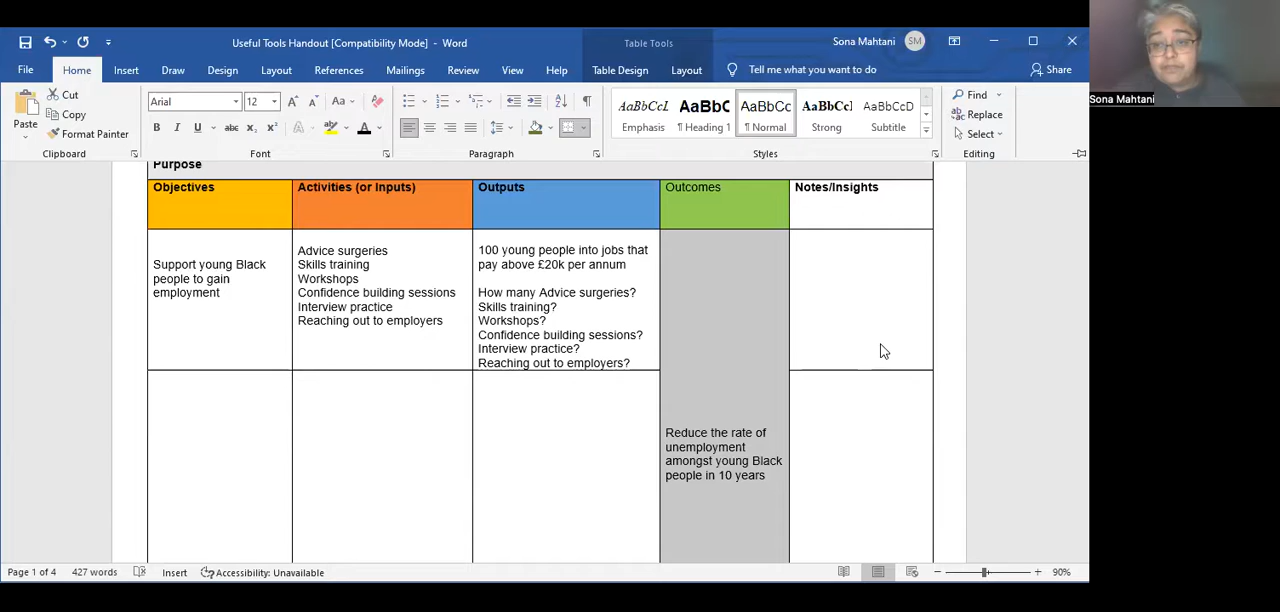 Useful Tools Handout [Compatibility Mode] - Word
Table Tools
Sona Mahtani SM
File Home Insert Draw Design Layout References Mailings Review View Help Table Design Layout Tell me what you want to do Share
Paste
Cut
Copy
Format Painter
Clipboard
Arial 12
Font
Paragraph
AaBbCcL AaBbC AaBbCc AaBbCcl AaBbCcD
Emphasis ¶ Heading 1 ¶ Normal Strong Subtitle
Styles
Find
Replace
Select
Editing
Sona Mahtani
Purpose
Objectives Activities (or Inputs) Outputs Outcomes Notes/Insights
Support young Black
people to gain
employment
Advice surgeries
Skills training
Workshops
Confidence building sessions
Interview practice
Reaching out to employers
100 young people into jobs that
pay above £20k per annum
How many Advice surgeries?
Skills training?
Workshops?
Confidence building sessions?
Interview practice?
Reaching out to employers?
Reduce the rate of
unemployment
amongst young Black
people in 10 years
Page 1 of 4 427 words Insert Accessibility: Unavailable 90%